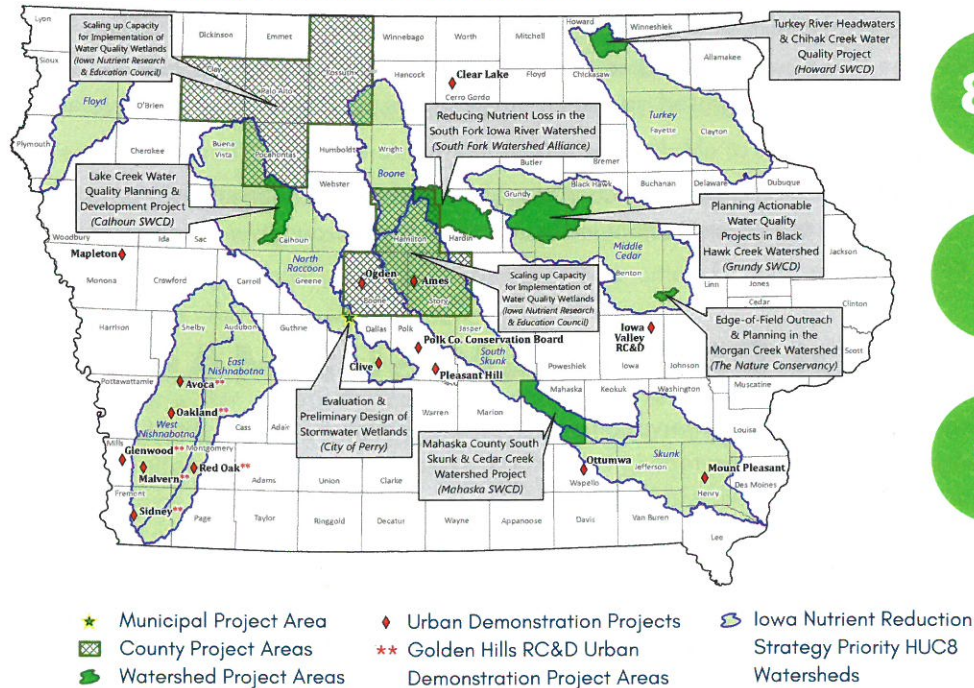 Lyon
Dickinson
Emmet
Winnebago
Worth
Mitchell
Howard
Winneshiek
Allamakee
Scaling up Capacity
for Implementation of
Water Quality Wetlands
(Iowa Nutrient Research
& Education Council)
Turkey River Headwaters
& Chihak Creek Water
Quality Project
(Howard SWCD)
8
Sioux
Clay
Palo Alto
Kossuth
Hancock
Clear Lake
Cerro Gordo
Floyd
Chickasaw
Floyd
O'Brien
Plymouth
Cherokee
Buena
Vista
Pocahontas
Humboldt
Wright
Boone
Reducing Nutrient Loss in the
South Fork Iowa River Watershed
(South Fork Watershed Alliance)
Butler
Bremer
Turkey
Fayette
Clayton
Webster
Lake Creek Water
Quality Planning &
Development Project
(Calhoun SWCD)
Grundy
Black Hawk
Buchanan
Delaware
Dubuque
Planning Actionable
Water Quality
Projects in Black
Hawk Creek Watershed
(Grundy SWCD)
Woodbury
Ida
Sac
Calhoun
Hamilton
Hardin
Middle
Cedar
Benton
Linn
Jones
Jackson
Cedar
Clinton
Mapleton
Monona
Crawford
Carroll
North
Raccoon
Greene
Ogden
Boone
Ames
Story
Scaling up Capacity
for Implementation of
Water Quality Wetlands
(Iowa Nutrient Research
& Education Council)
Edge-of-Field Outreach
& Planning in the
Morgan Creek Watershed
(The Nature Conservancy)
Harrison
Shelby
Audubon
Guthrie
Dallas
Polk
Jasper
Polk Co. Conservation Board
Iowa
Valley
RC&D
Scott
East
Nishnabotna
Clive
Pleasant Hill
South
Skunk
Poweshiek
Iowa
Johnson
Muscatine
Pottawattamie
Avoca**
Oakland**
West
Nishnabotna
Cass
Adair
Evaluation &
Preliminary Design of
Stormwater Wetlands
(City of Perry)
Warren
Marion
Mahaska
Keokuk
Washington
Louisa
Mills
Glenwood**
Malvern**
Montgomery
Red Oak**
Adams
Union
Clarke
Mahaska County South
Skunk & Cedar Creek
Watershed Project
(Mahaska SWCD)
Ottumwa
Wapello
Jefferson
Skunk
Mount Pleasant
Henry
Des Moines
Fremont
Sidney**
Page
Taylor
Ringgold
Decatur
Wayne
Appanoose
Davis
Van Buren
Lee
Municipal Project Area
County Project Areas
Watershed Project Areas
Urban Demonstration Projects
** Golden Hills RC&D Urban
Demonstration Project Areas
Iowa Nutrient Reduction
Strategy Priority HUC8
Watersheds